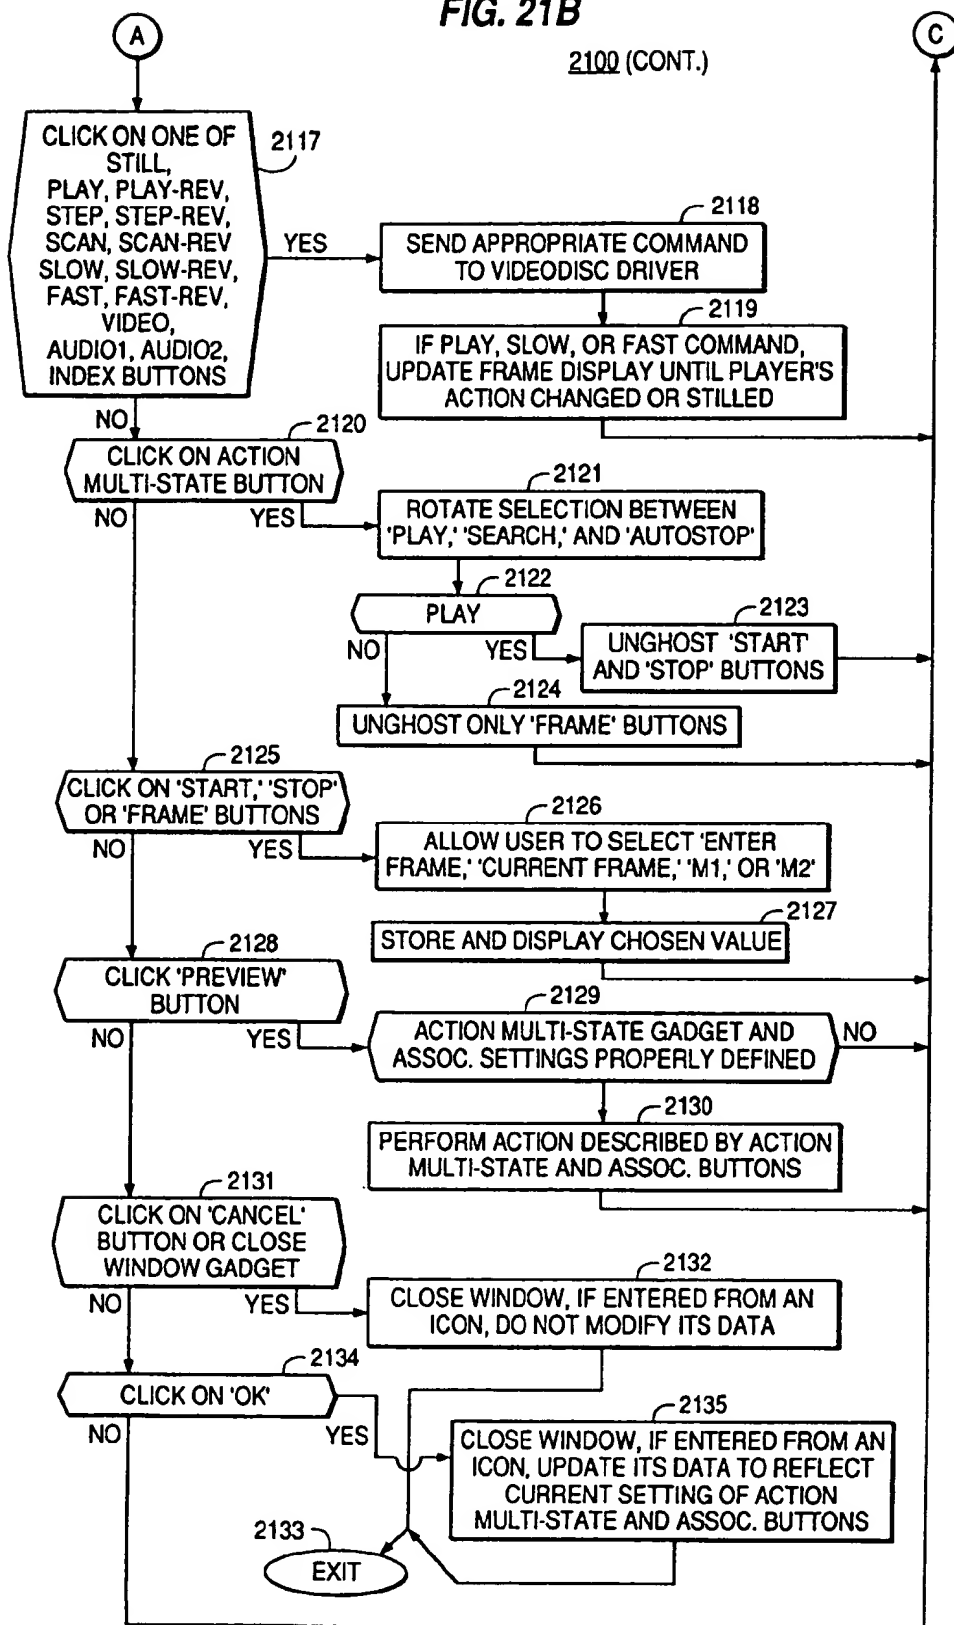 FIG. 21B
A
C
2100 (CONT.)
CLICK ON ONE OF
STILL,
PLAY, PLAY-REV,
STEP, STEP-REV,
SCAN, SCAN-REV
SLOW, SLOW-REV,
FAST, FAST-REV,
VIDEO,
AUDIO1, AUDIO2,
INDEX BUTTONS
2117
YES
NO
2118
SEND APPROPRIATE COMMAND
TO VIDEODISC DRIVER
2119
IF PLAY, SLOW, OR FAST COMMAND,
UPDATE FRAME DISPLAY UNTIL PLAYER'S
ACTION CHANGED OR STILLED
2120
CLICK ON ACTION
MULTI-STATE BUTTON
NO
YES
2121
ROTATE SELECTION BETWEEN
'PLAY,' 'SEARCH,' AND 'AUTOSTOP'
2122
PLAY
NO
YES
2123
UNGHOST 'START'
AND 'STOP' BUTTONS
2124
UNGHOST ONLY 'FRAME' BUTTONS
2125
CLICK ON 'START,' 'STOP'
OR 'FRAME' BUTTONS
NO
YES
2126
ALLOW USER TO SELECT 'ENTER
FRAME,' 'CURRENT FRAME,' 'M1,' OR 'M2'
2127
STORE AND DISPLAY CHOSEN VALUE
2128
CLICK 'PREVIEW'
BUTTON
NO
YES
2129
ACTION MULTI-STATE GADGET AND
ASSOC. SETTINGS PROPERLY DEFINED
NO
2130
PERFORM ACTION DESCRIBED BY ACTION
MULTI-STATE AND ASSOC. BUTTONS
2131
CLICK ON 'CANCEL'
BUTTON OR CLOSE
WINDOW GADGET
NO
YES
2132
CLOSE WINDOW, IF ENTERED FROM AN
ICON, DO NOT MODIFY ITS DATA
2134
CLICK ON 'OK'
NO
YES
2135
CLOSE WINDOW, IF ENTERED FROM AN
ICON, UPDATE ITS DATA TO REFLECT
CURRENT SETTING OF ACTION
MULTI-STATE AND ASSOC. BUTTONS
2133
EXIT